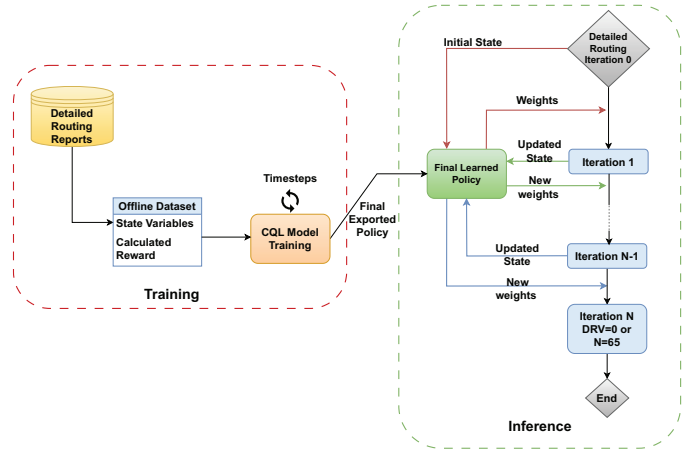 Detailed
Routing
Reports
Offline Dataset
State Variables
Calculated
Reward
Timesteps
CQL Model
Training
Final
Exported
Policy
Training
Initial State
Detailed
Routing
Iteration 0
Weights
Final Learned
Policy
Updated
State
Iteration 1
New
weights
Updated
State
Iteration N-1
New
weights
Iteration N
DRV=0 or
N=65
End
Inference